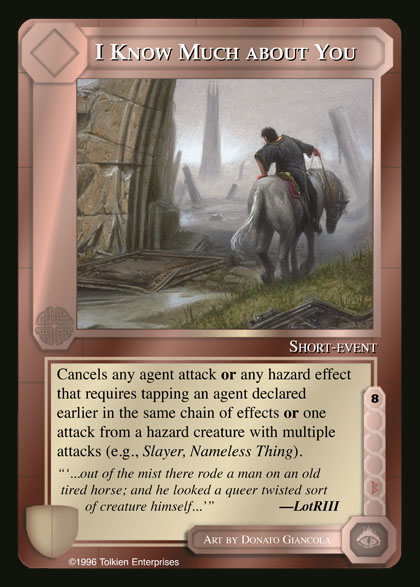 I Know Much about You
Short-event
Cancels any agent attack or any hazard effect
that requires tapping an agent declared
earlier in the same chain of effects or one
attack from a hazard creature with multiple
attacks (e.g., Slayer, Nameless Thing).
“‘...out of the mist there rode a man on an old
tired horse; and he looked a queer twisted sort
of creature himself...’” —LotRIII
8
Art by Donato Giancola
©1996 Tolkien Enterprises